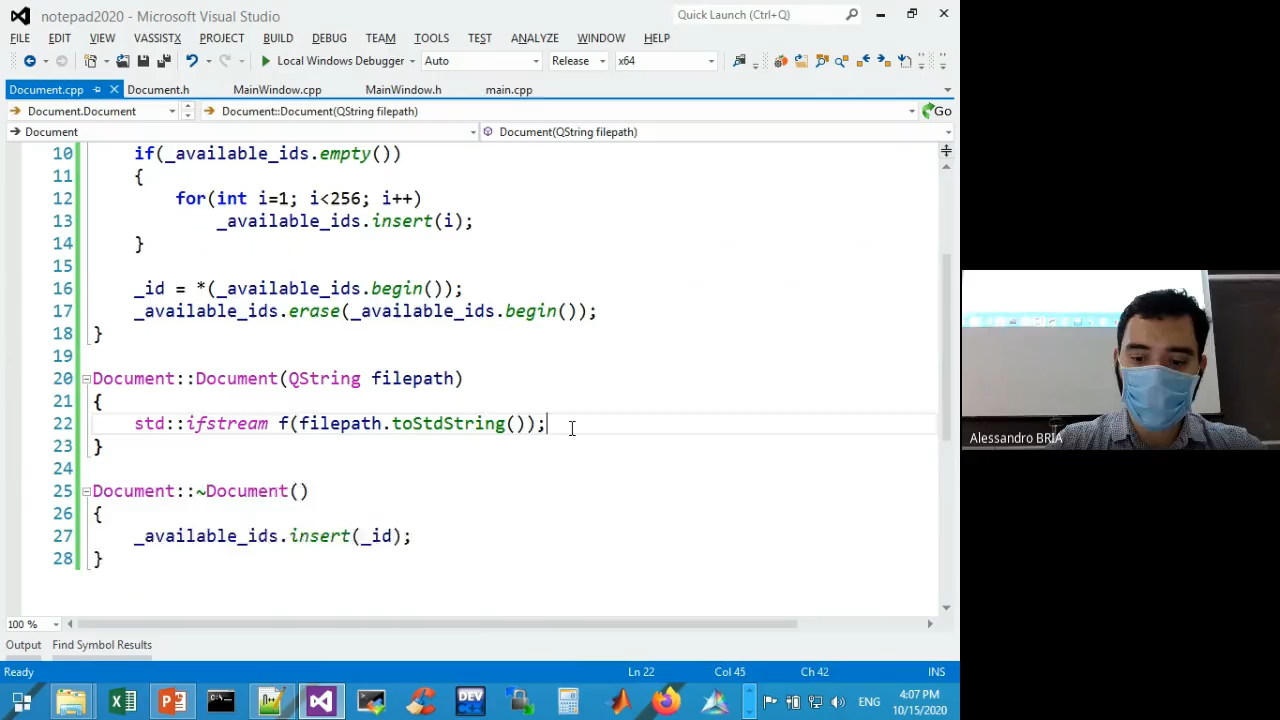 notepad2020 - Microsoft Visual Studio
Quick Launch (Ctrl+Q)
FILE EDIT VIEW VASSISTX PROJECT BUILD DEBUG TEAM TOOLS TEST ANALYZE WINDOW HELP
Local Windows Debugger Auto Release x64
Document.cpp Document.h MainWindow.cpp MainWindow.h main.cpp
Document.Document Document::Document(QString filepath) Go
Document Document(QString filepath)
10 if(_available_ids.empty())
11 {
12 for(int i=1; i<256; i++)
13 _available_ids.insert(i);
14 }
15
16 _id = *(_available_ids.begin());
17 _available_ids.erase(_available_ids.begin());
18 }
19
20 Document::Document(QString filepath)
21 {
22 std::ifstream f(filepath.toStdString());
23 }
24
25 Document::~Document()
26 {
27 _available_ids.insert(_id);
28 }
Alessandro BRIA
100 %
Output Find Symbol Results
Ready Ln 22 Col 45 Ch 42 INS
DEV
ENG
4:07 PM
10/15/2020